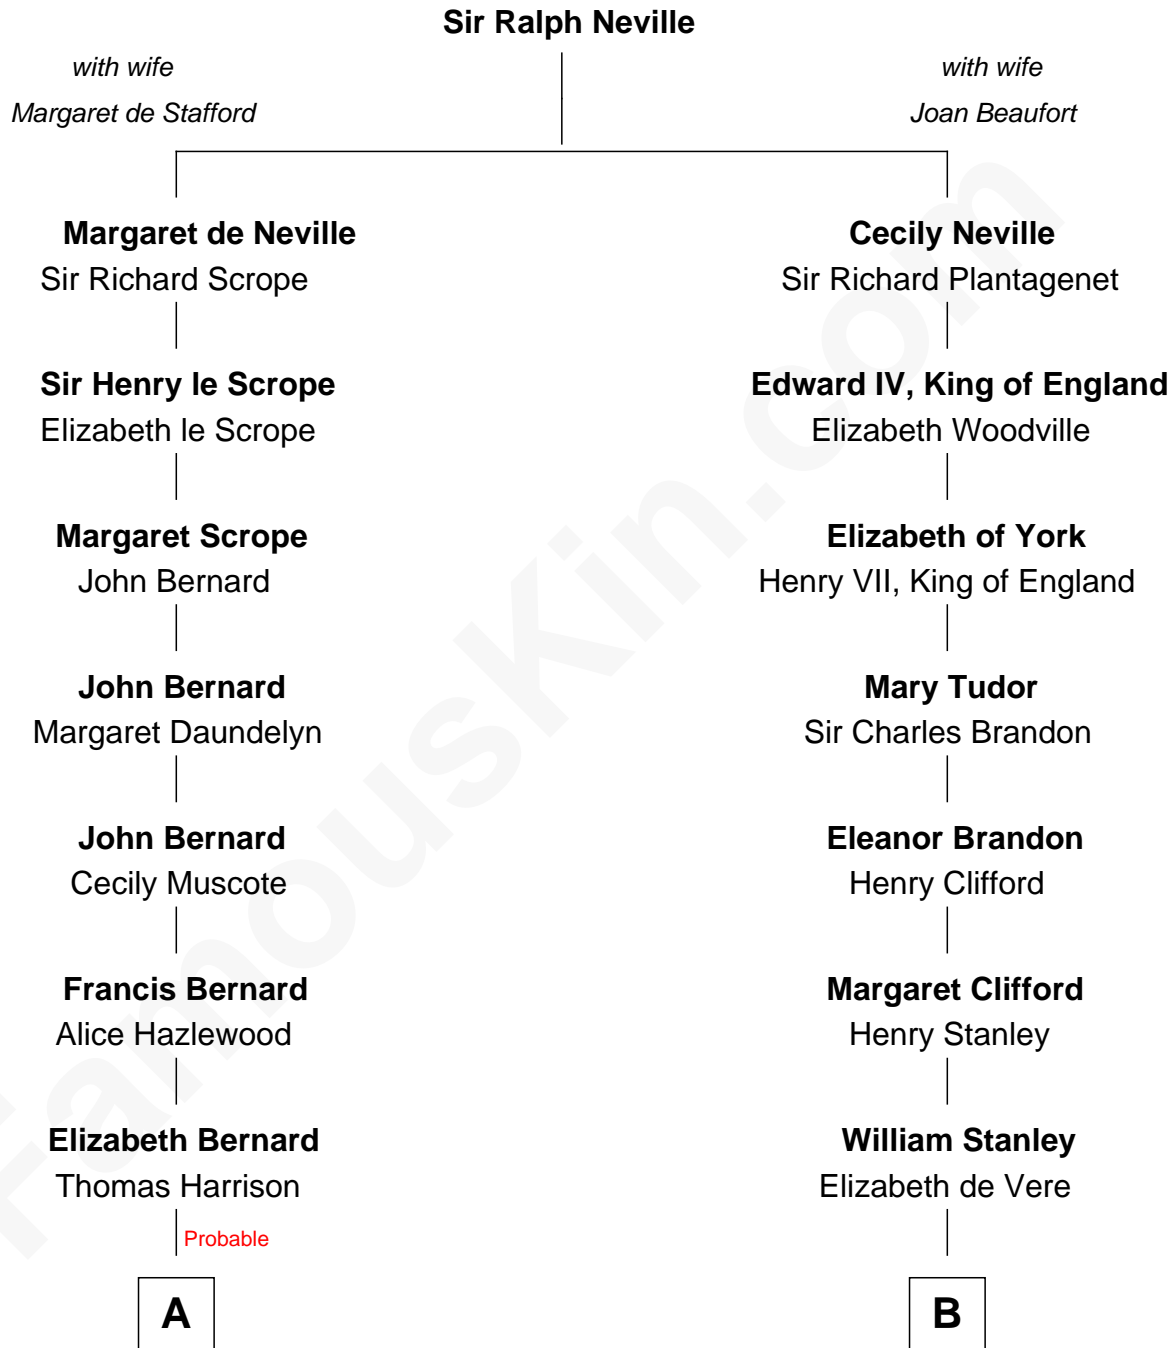 Sir Ralph Neville
with wife
Margaret de Stafford
with wife
Joan Beaufort
Margaret de Neville
Sir Richard Scrope
Cecily Neville
Sir Richard Plantagenet
Sir Henry le Scrope
Elizabeth le Scrope
Edward IV, King of England
Elizabeth Woodville
Margaret Scrope
John Bernard
Elizabeth of York
Henry VII, King of England
John Bernard
Margaret Daundelyn
Mary Tudor
Sir Charles Brandon
John Bernard
Cecily Muscote
Eleanor Brandon
Henry Clifford
Francis Bernard
Alice Hazlewood
Margaret Clifford
Henry Stanley
Elizabeth Bernard
Thomas Harrison
William Stanley
Elizabeth de Vere
Probable
A
B
FamousKin.com